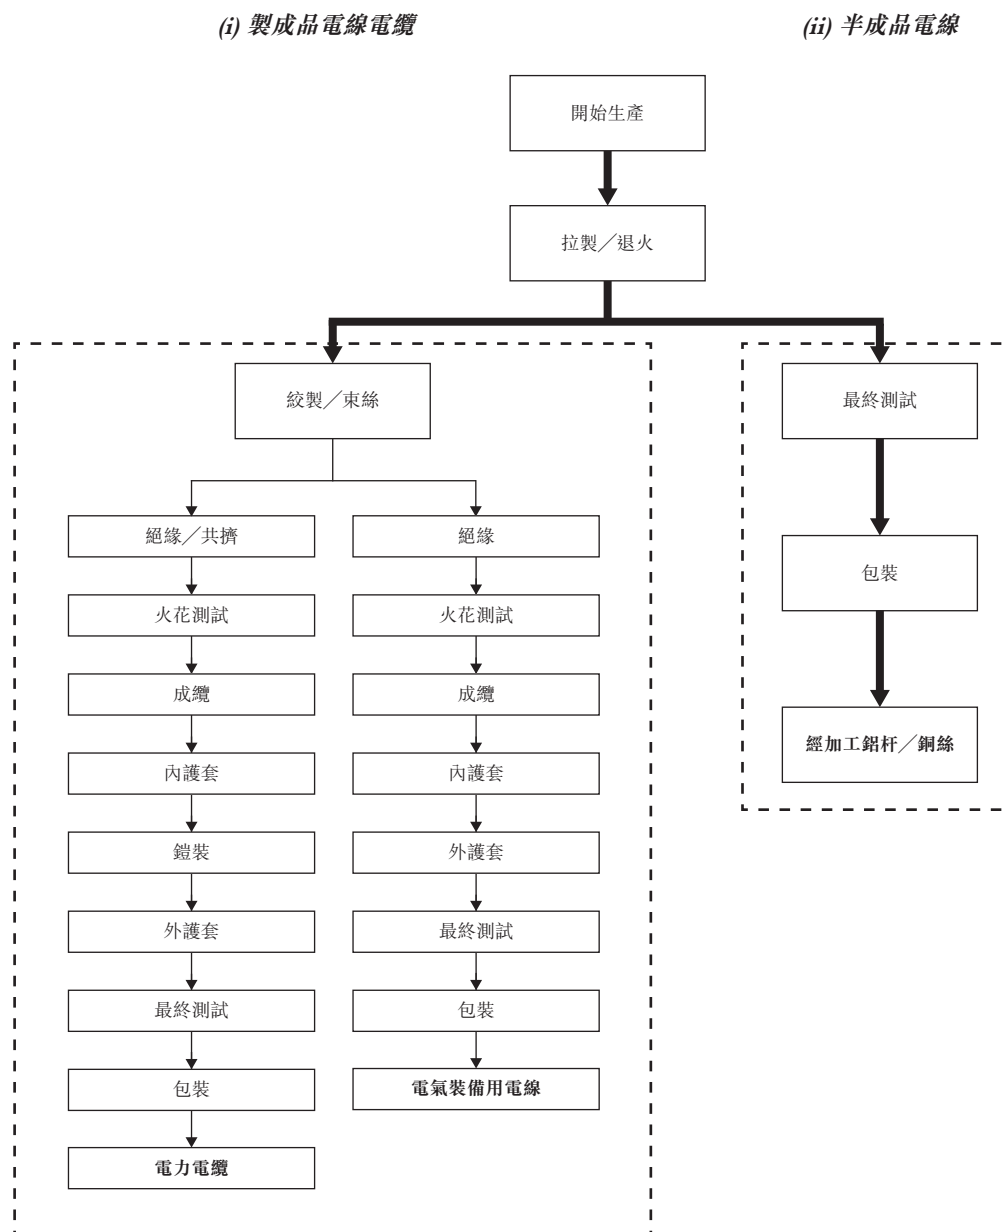 (i) 製成品電線電纜
(ii) 半成品電線
開始生產
拉製╱退火
絞製╱束絲
絕緣╱共擠
火花測試
成纜
內護套
鎧裝
外護套
最終測試
包裝
電力電纜
絕緣
火花測試
成纜
內護套
外護套
最終測試
包裝
電氣裝備用電線
最終測試
包裝
經加工鋁杆╱銅絲